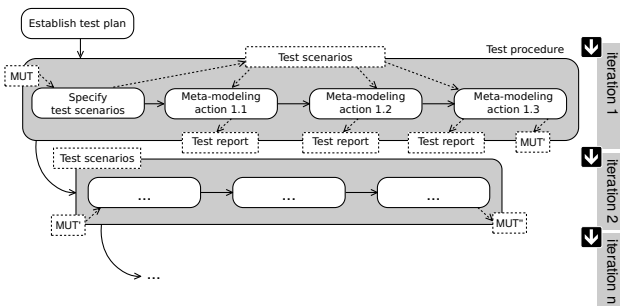 Establish test plan
Test procedure
Test scenarios
MUT
Specify
test scenarios
Meta-modeling
action 1.1
Meta-modeling
action 1.2
Meta-modeling
action 1.3
Test report
Test report
Test report
MUT'
iteration 1
Test scenarios
...
...
...
MUT'
MUT"
iteration 2
...
iteration n